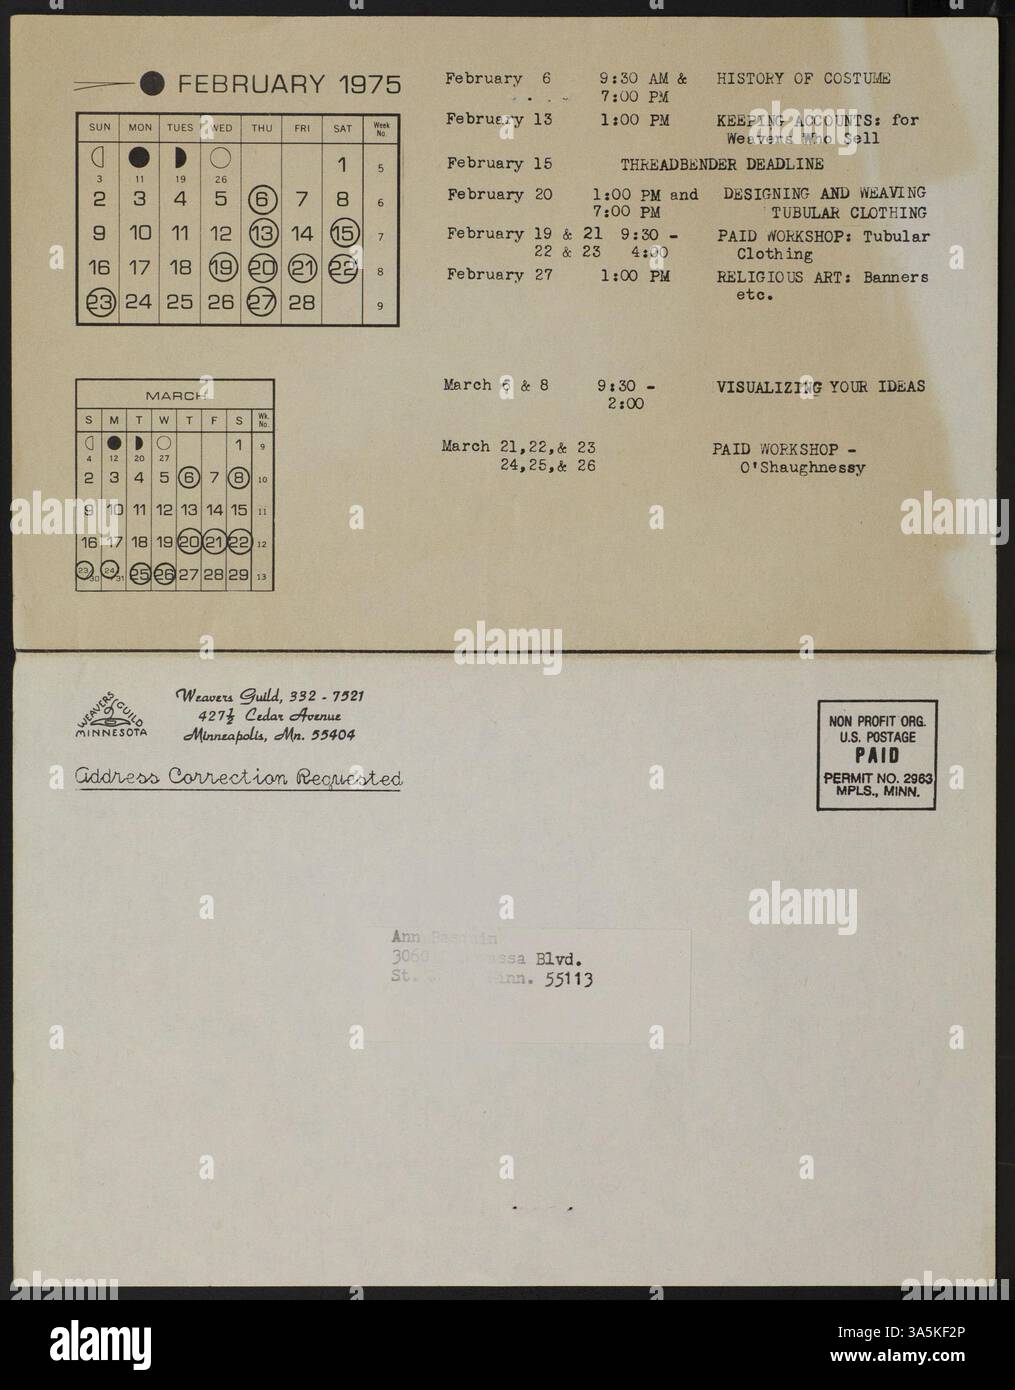 FEBRUARY 1975
SUN MON TUES WED THU FRI SAT Week No.
1 5
3 11 19 26
2 3 4 5 6 7 8 6
9 10 11 12 13 14 15 7
16 17 18 19 20 21 22 8
23 24 25 26 27 28 9
February 6 9:30 AM & HISTORY OF COSTUME
7:00 PM
February 13 1:00 PM KEEPING ACCOUNTS: for
Weavers Who Sell
February 15 THREADBENDER DEADLINE
February 20 1:00 PM and DESIGNING AND WEAVING
7:00 PM TUBULAR CLOTHING
February 19 & 21 9:30 - PAID WORKSHOP: Tubular
22 & 23 4:00 Clothing
February 27 1:00 PM RELIGIOUS ART: Banners
etc.
MARCH
S M T W T F S Wk. No.
1 9
4 12 20 27
2 3 4 5 6 7 8 10
9 10 11 12 13 14 15 11
16 17 18 19 20 21 22 12
23/30 24/31 25 26 27 28 29 13
March 6 & 8 9:30 - VISUALIZING YOUR IDEAS
2:00
March 21,22,& 23 PAID WORKSHOP -
24,25,& 26 O'Shaughnessy
WEAVERS GUILD
MINNESOTA
Weavers Guild, 332 - 7521
427½ Cedar Avenue
Minneapolis, Mn. 55404
Address Correction Requested
NON PROFIT ORG.
U.S. POSTAGE
PAID
PERMIT NO. 2963
MPLS., MINN.
Ann
3060 Blvd.
St. 55113
alamy
www.alamy.com
Image ID: 3A5KF2P